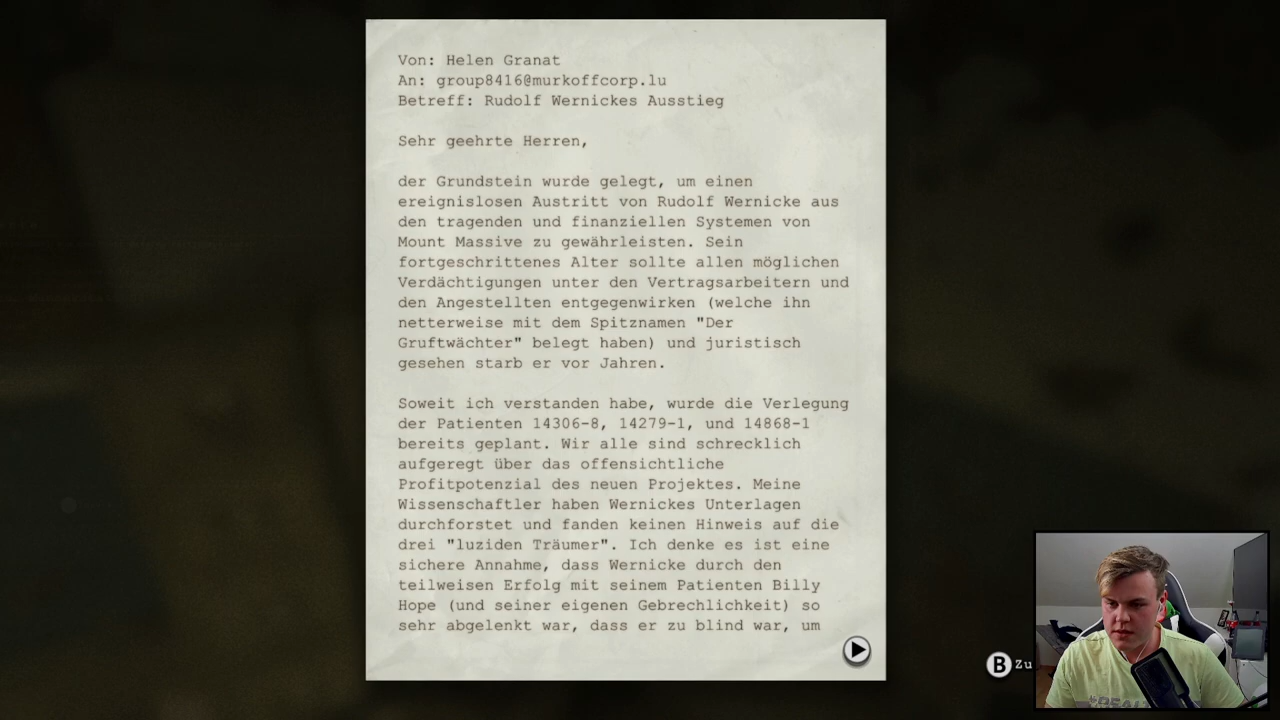 Von: Helen Granat
An: group8416@murkoffcorp.lu
Betreff: Rudolf Wernickes Ausstieg
Sehr geehrte Herren,
der Grundstein wurde gelegt, um einen
ereignislosen Austritt von Rudolf Wernicke aus
den tragenden und finanziellen Systemen von
Mount Massive zu gewährleisten. Sein
fortgeschrittenes Alter sollte allen möglichen
Verdächtigungen unter den Vertragsarbeitern und
den Angestellten entgegenwirken (welche ihn
netterweise mit dem Spitznamen "Der
Gruftwächter" belegt haben) und juristisch
gesehen starb er vor Jahren.
Soweit ich verstanden habe, wurde die Verlegung
der Patienten 14306-8, 14279-1, und 14868-1
bereits geplant. Wir alle sind schrecklich
aufgeregt über das offensichtliche
Profitpotenzial des neuen Projektes. Meine
Wissenschaftler haben Wernickes Unterlagen
durchforstet und fanden keinen Hinweis auf die
drei "luziden Träumer". Ich denke es ist eine
sichere Annahme, dass Wernicke durch den
teilweisen Erfolg mit seinem Patienten Billy
Hope (und seiner eigenen Gebrechlichkeit) so
sehr abgelenkt war, dass er zu blind war, um
B Zu